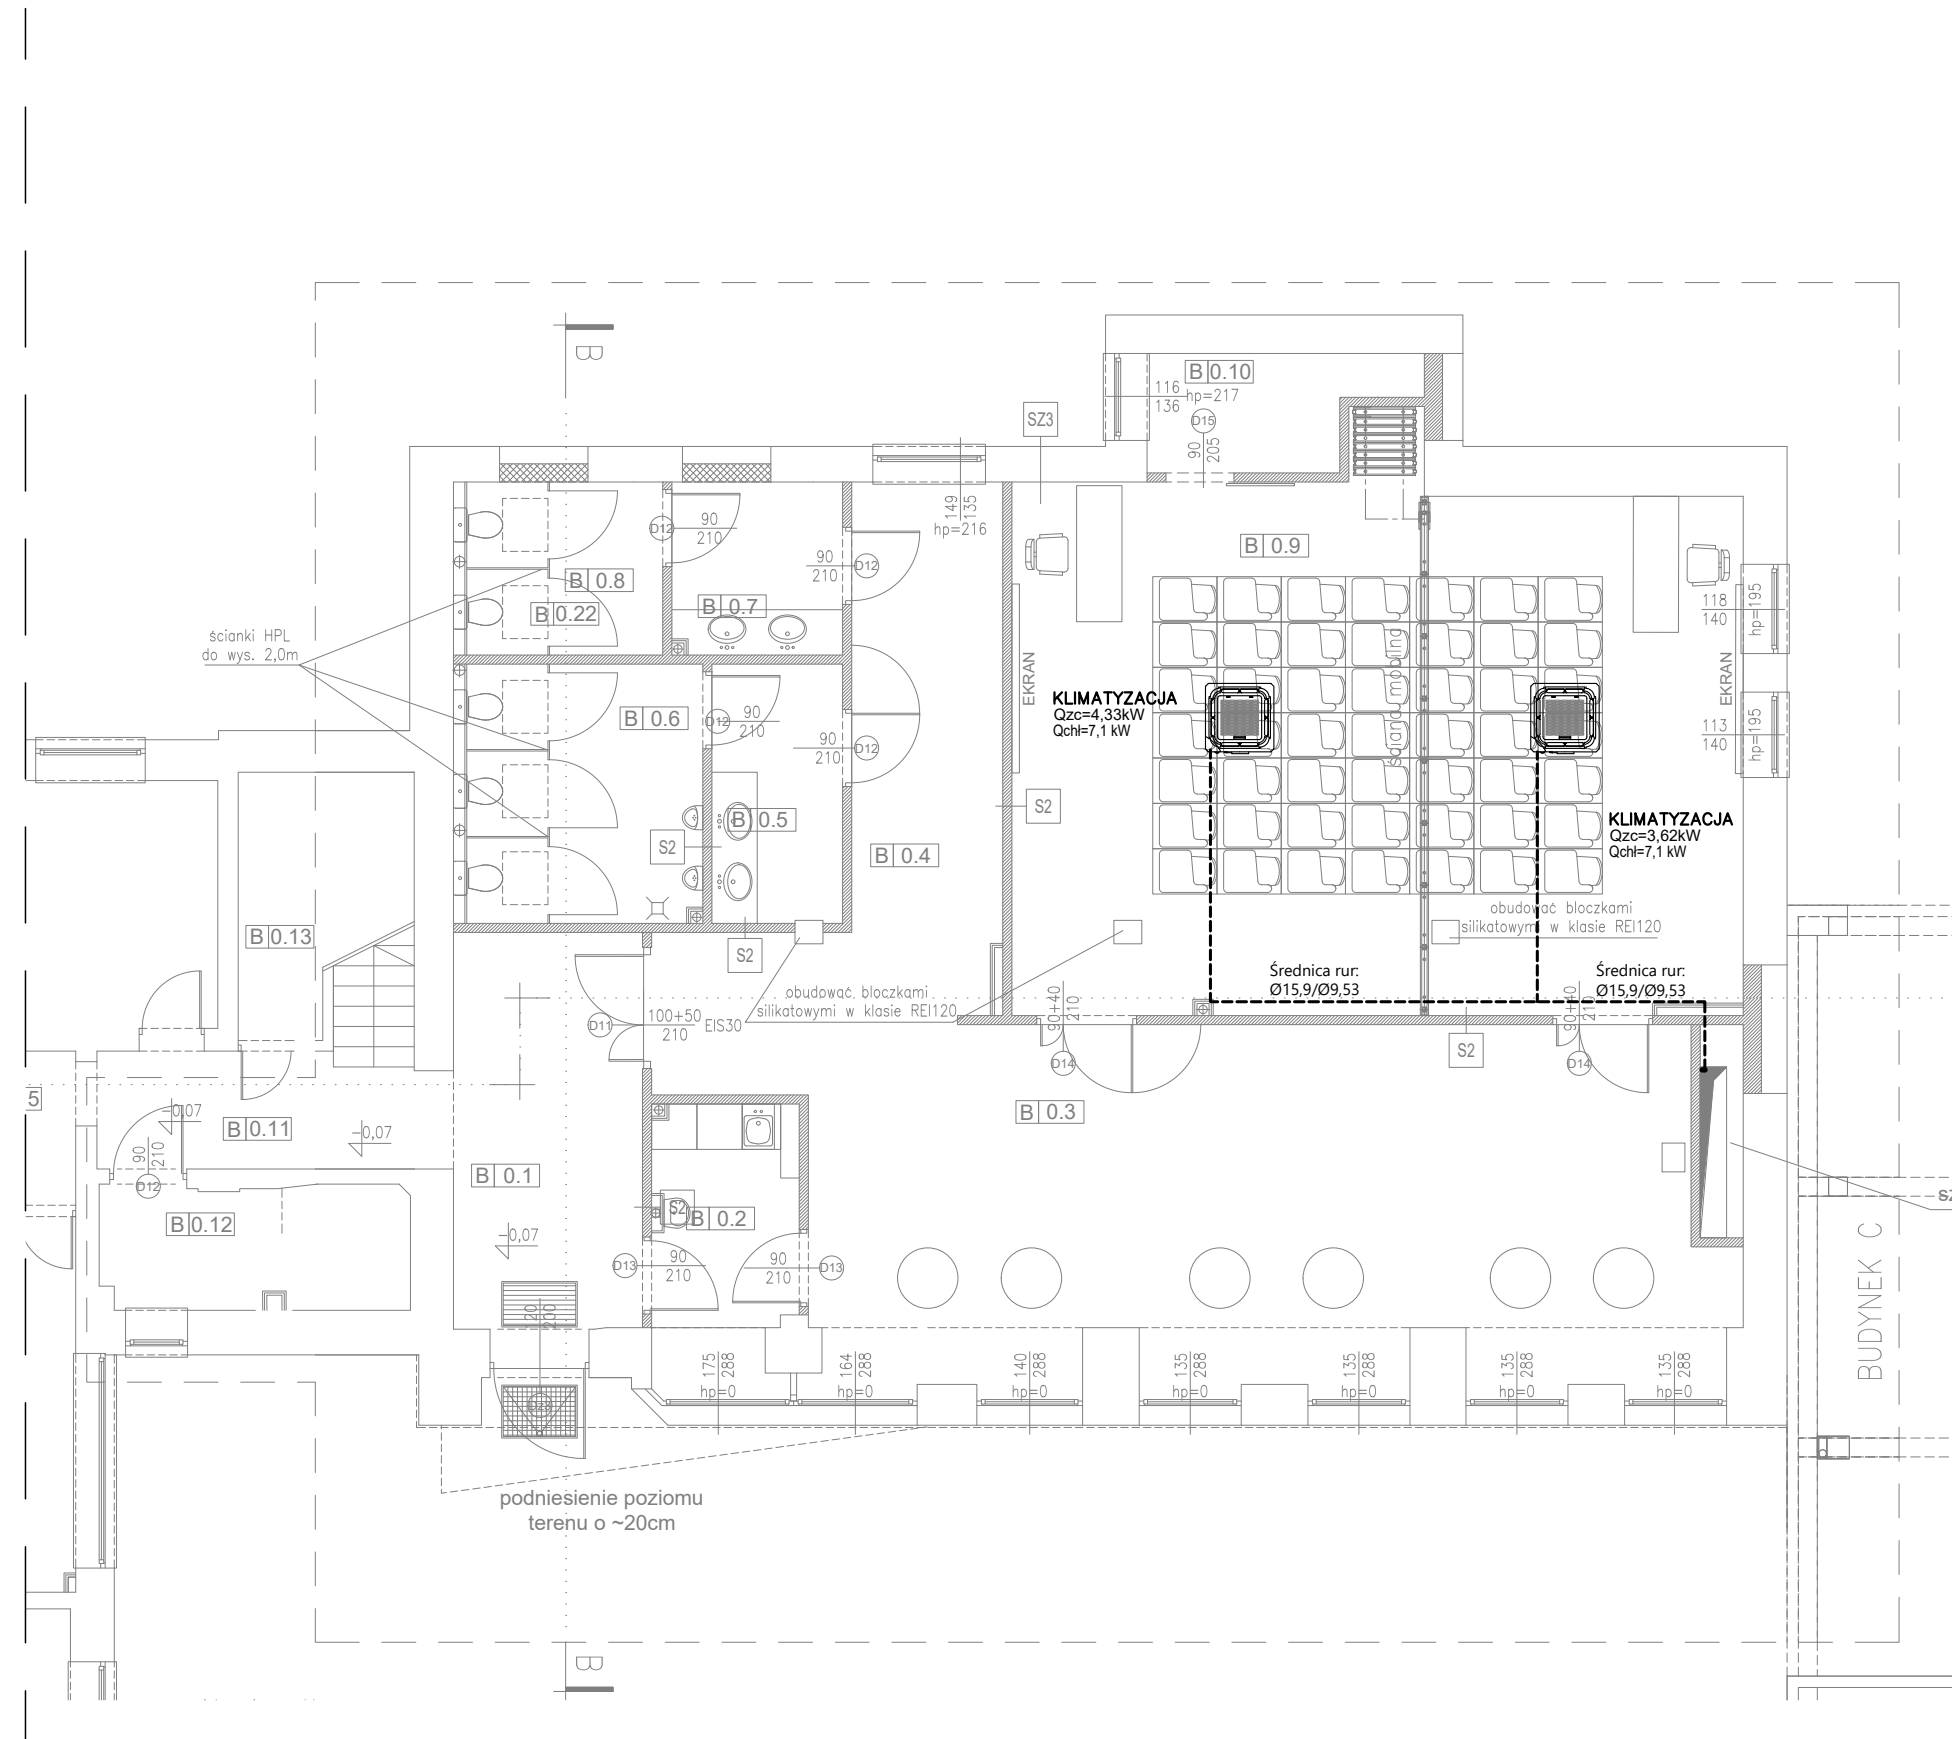 B
B 0.10
116
136
hp=217
SZ3
D15
90
205
149
135
hp=216
D12
90
210
B 0.9
90
210
D12
B 0.8
B 0.22
B 0.7
118
140
hp=195
ścianki HPL
do wys. 2,0m
ściana mobilna
EKRAN
EKRAN
KLIMATYZACJA
Qzc=4,33kW
Qchł=7,1 kW
B 0.6
D12
90
210
90
210
D12
113
140
hp=195
S2
KLIMATYZACJA
Qzc=3,62kW
Qchł=7,1 kW
B 0.5
S2
B 0.4
obudować bloczkami
silikatowymi w klasie REI120
B 0.13
S2
Średnica rur:
Ø15,9/Ø9,53
Średnica rur:
Ø15,9/Ø9,53
obudować bloczkami
silikatowymi w klasie REI120
90+40
210
90+40
210
D11
100+50
210
EIS30
D14
S2
D14
5
B 0.3
-0,07
B 0.11
-0,07
90
210
D12
B 0.1
B 0.12
S2
B 0.2
-0,07
D13
90
210
90
210
D13
BUDYNEK C
120
200
175
288
hp=0
164
288
hp=0
140
288
hp=0
135
288
hp=0
135
288
hp=0
135
288
hp=0
135
288
hp=0
podniesienie poziomu
terenu o ~20cm
B